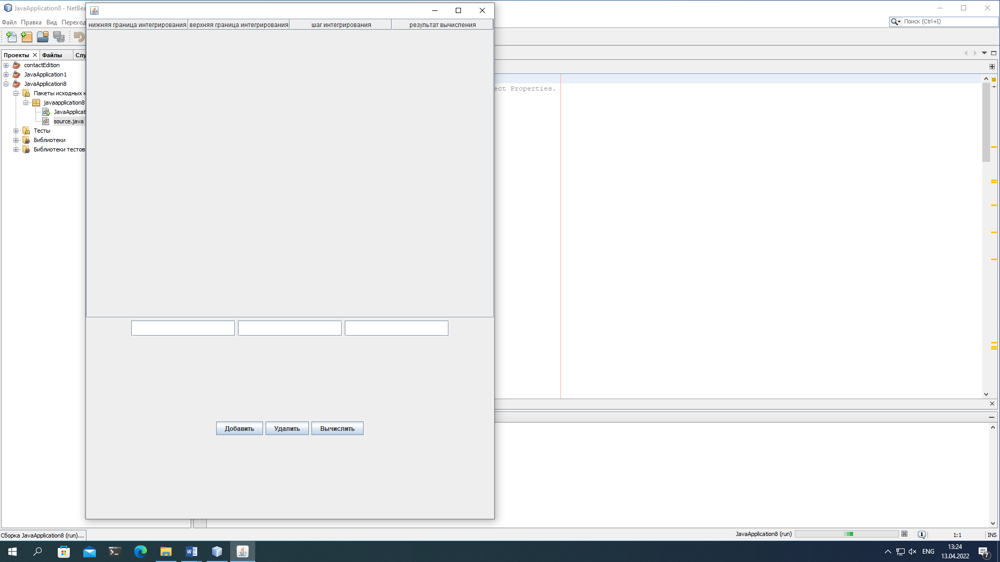 JavaApplication8 - NetBea
Файл Правка Вид Переход
Поиск (Ctrl+I)
нижняя граница интегрирования верхняя граница интегрирования шаг интегрирования результат вычисления
Проекты Файлы Слу
contactEdition
JavaApplication1
JavaApplication8
Пакеты исходных к
javaapplication8
JavaApplicat
source.java
Тесты
Библиотеки
Библиотеки тестов
ect Properties.
Добавить Удалить Вычислить
Сборка JavaApplication8 (run)...
JavaApplication8 (run)
1
1:1
INS
ENG
13:24
13.04.2022
7